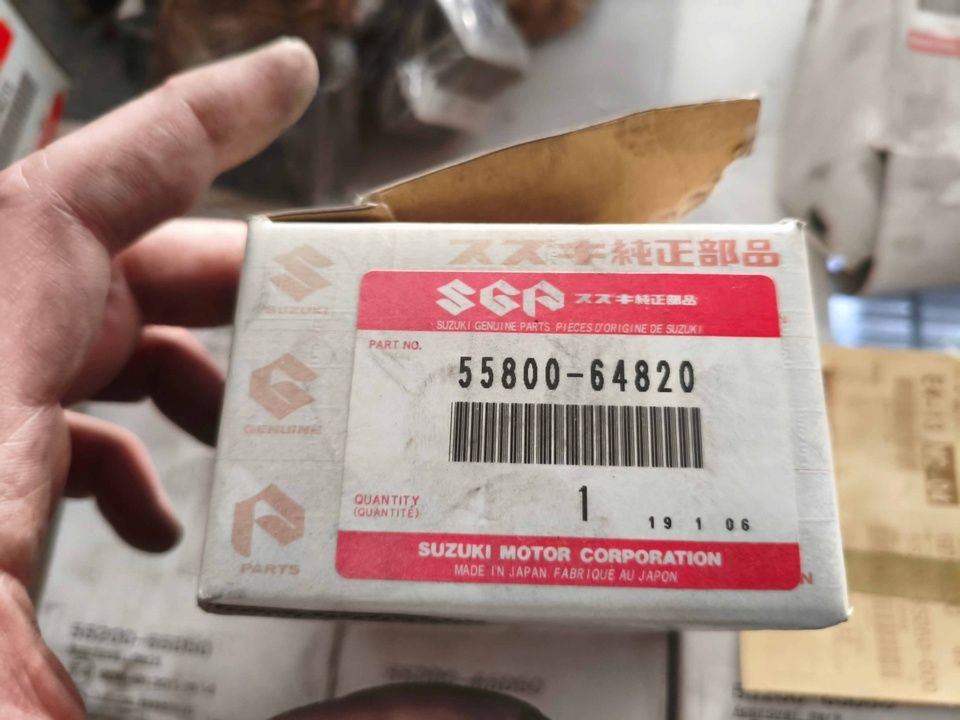 スズキ純正部品
SUZUKI
GENUINE
PARTS
SGP スズキ純正部品
SUZUKI GENUINE PARTS PIECES D'ORIGINE DE SUZUKI
PART NO.
55800-64820
QUANTITY
(QUANTITÉ)
1
19 1 06
SUZUKI MOTOR CORPORATION
MADE IN JAPAN FABRIQUE AU JAPON